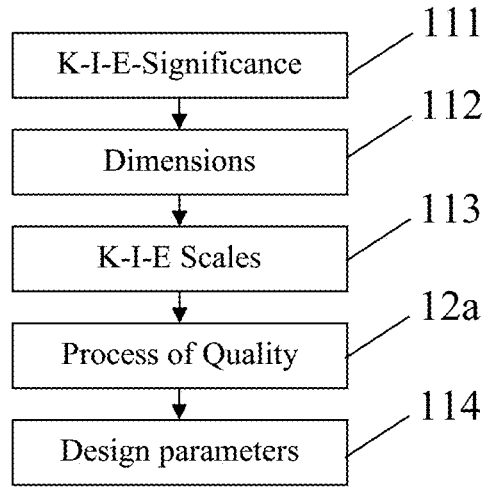 111
K-I-E-Significance
112
Dimensions
113
K-I-E Scales
12a
Process of Quality
114
Design parameters